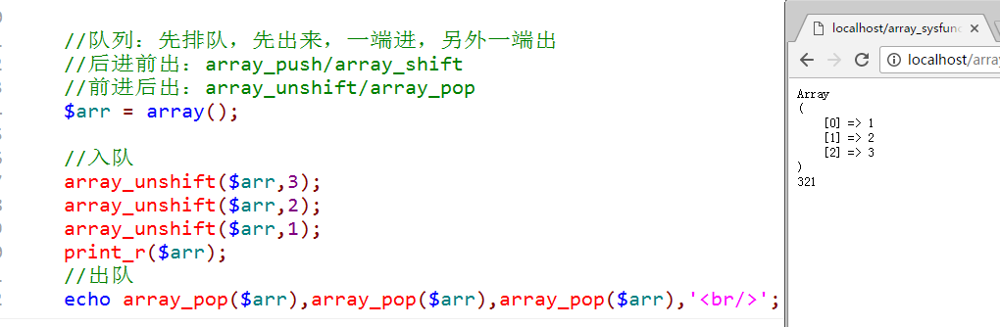 //队列：先排队，先出来，一端进，另外一端出
//后进前出：array_push/array_shift
//前进后出：array_unshift/array_pop
$arr = array();
//入队
array_unshift($arr,3);
array_unshift($arr,2);
array_unshift($arr,1);
print_r($arr);
//出队
echo array_pop($arr),array_pop($arr),array_pop($arr),'<br/>';
localhost/array_sysfunc
localhost/array
Array
(
[0] => 1
[1] => 2
[2] => 3
)
321